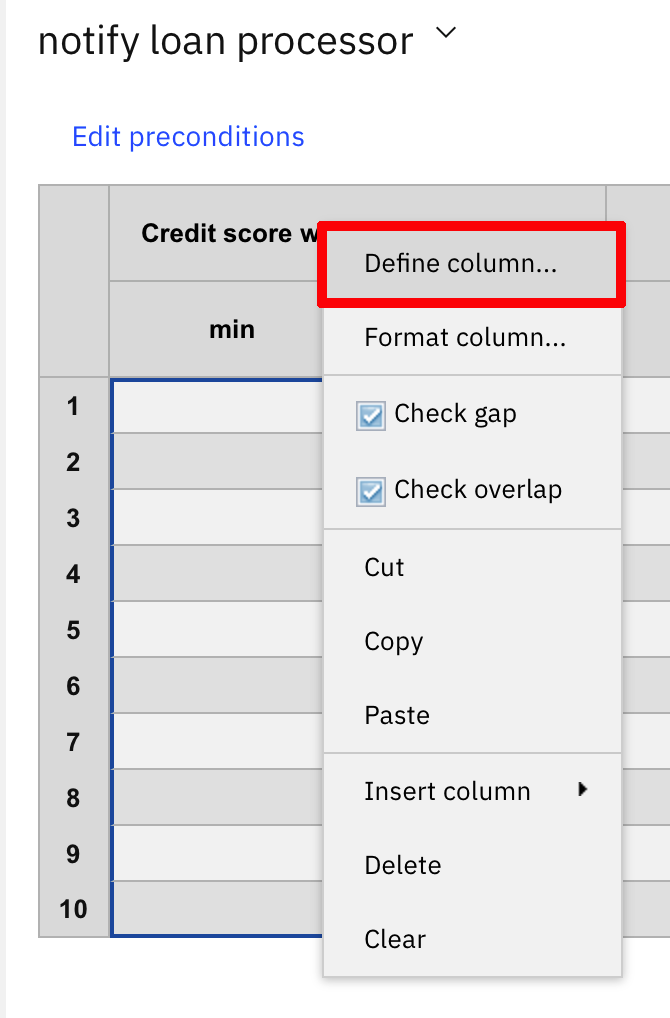 notify loan processor
Edit preconditions
Credit score
Define column...
min
Format column...
1
Check gap
2
Check overlap
3
4
Cut
5
Copy
6
Paste
7
8
Insert column
9
Delete
10
Clear